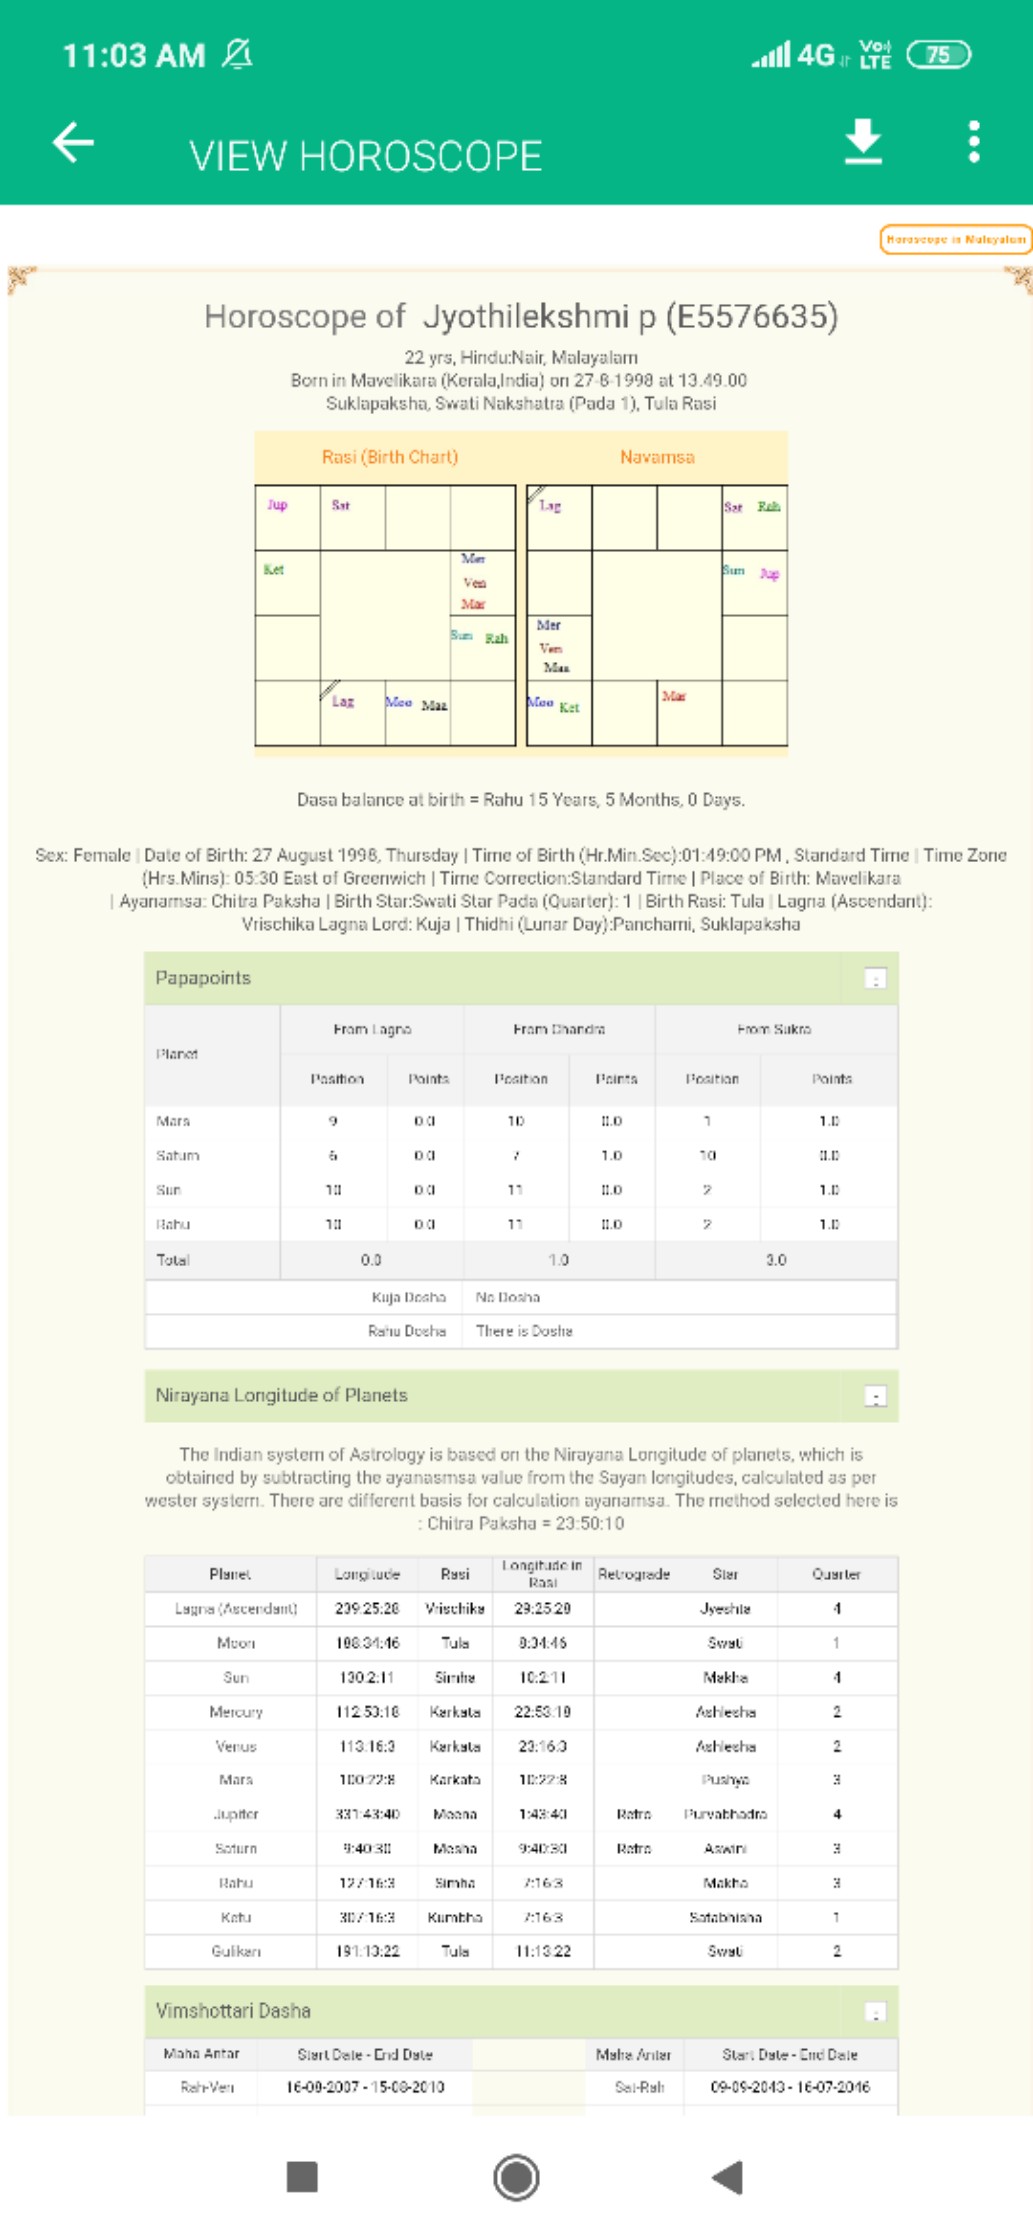 11:03 AM 4G Vo) LTE 75
VIEW HOROSCOPE
Horoscope in Malayalam
Horoscope of Jyothilekshmi p (E5576635)
22 yrs, Hindu:Nair, Malayalam
Born in Mavelikara (Kerala,India) on 27-8-1998 at 13.49.00
Suklapaksha, Swati Nakshatra (Pada 1), Tula Rasi
Rasi (Birth Chart) Navamsa
Jup Sat Lag Sat Rah
Ket Mer Ven Mar Sun Jup
Sun Rah Mer Ven Maa
Lag Moo Maa Moo Ket Mar
Dasa balance at birth = Rahu 15 Years, 5 Months, 0 Days.
Sex: Female | Date of Birth: 27 August 1998, Thursday | Time of Birth (Hr.Min.Sec):01:49:00 PM , Standard Time | Time Zone
(Hrs.Mins): 05:30 East of Greenwich | Time Correction:Standard Time | Place of Birth: Mavelikara
| Ayanamsa: Chitra Paksha | Birth Star:Swati Star Pada (Quarter): 1 | Birth Rasi: Tula | Lagna (Ascendant):
Vrischika Lagna Lord: Kuja | Thidhi (Lunar Day):Panchami, Suklapaksha
Papapoints
Planet From Lagna From Chandra From Sukra
Position Points Position Points Position Points
Mars 9 0.0 10 0.0 1 1.0
Saturn 6 0.0 7 1.0 10 0.0
Sun 10 0.0 11 0.0 2 1.0
Rahu 10 0.0 11 0.0 2 1.0
Total 0.0 1.0 3.0
Kuja Dosha No Dosha
Rahu Dosha There is Dosha
Nirayana Longitude of Planets
The Indian system of Astrology is based on the Nirayana Longitude of planets, which is
obtained by subtracting the ayanasmsa value from the Sayan longitudes, calculated as per
wester system. There are different basis for calculation ayanamsa. The method selected here is
: Chitra Paksha = 23:50:10
Planet Longitude Rasi Longitude in Rasi Retrograde Star Quarter
Lagna (Ascendant) 239:25:28 Vrischika 29:25:28 Jyeshta 4
Moon 188:34:46 Tula 8:34:46 Swati 1
Sun 130:2:11 Simha 10:2:11 Makha 4
Mercury 112:53:18 Karkata 22:53:18 Ashlesha 2
Venus 113:16:3 Karkata 23:16:3 Ashlesha 2
Mars 100:22:8 Karkata 10:22:8 Pushya 3
Jupiter 331:43:40 Meena 1:43:40 Retro Purvabhadra 4
Saturn 9:40:30 Mesha 9:40:30 Retro Aswini 3
Rahu 127:16:3 Simha 7:16:3 Makha 3
Ketu 307:16:3 Kumbha 7:16:3 Satabhisha 1
Gulikan 191:13:22 Tula 11:13:22 Swati 2
Vimshottari Dasha
Maha Antar Start Date - End Date Maha Antar Start Date - End Date
Rah-Ven 16-08-2007 - 15-08-2010 Sat-Rah 09-09-2043 - 16-07-2046